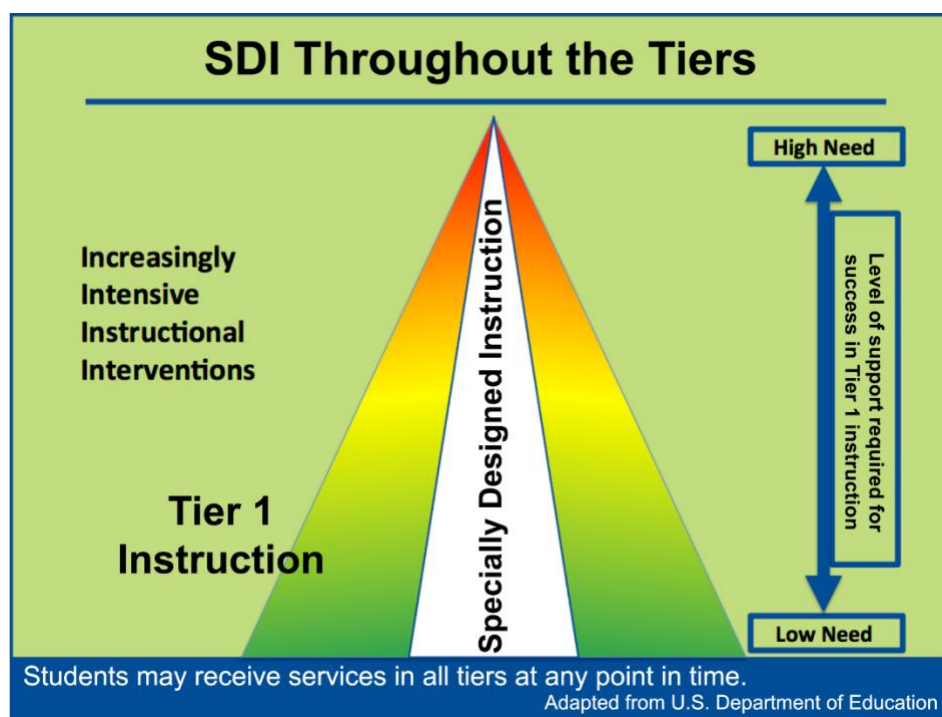 SDI Throughout the Tiers
High Need
Increasingly
Intensive
Instructional
Interventions
Specially Designed Instruction
Level of support required for
success in Tier 1 instruction
Tier 1
Instruction
Low Need
Students may receive services in all tiers at any point in time.
Adapted from U.S. Department of Education